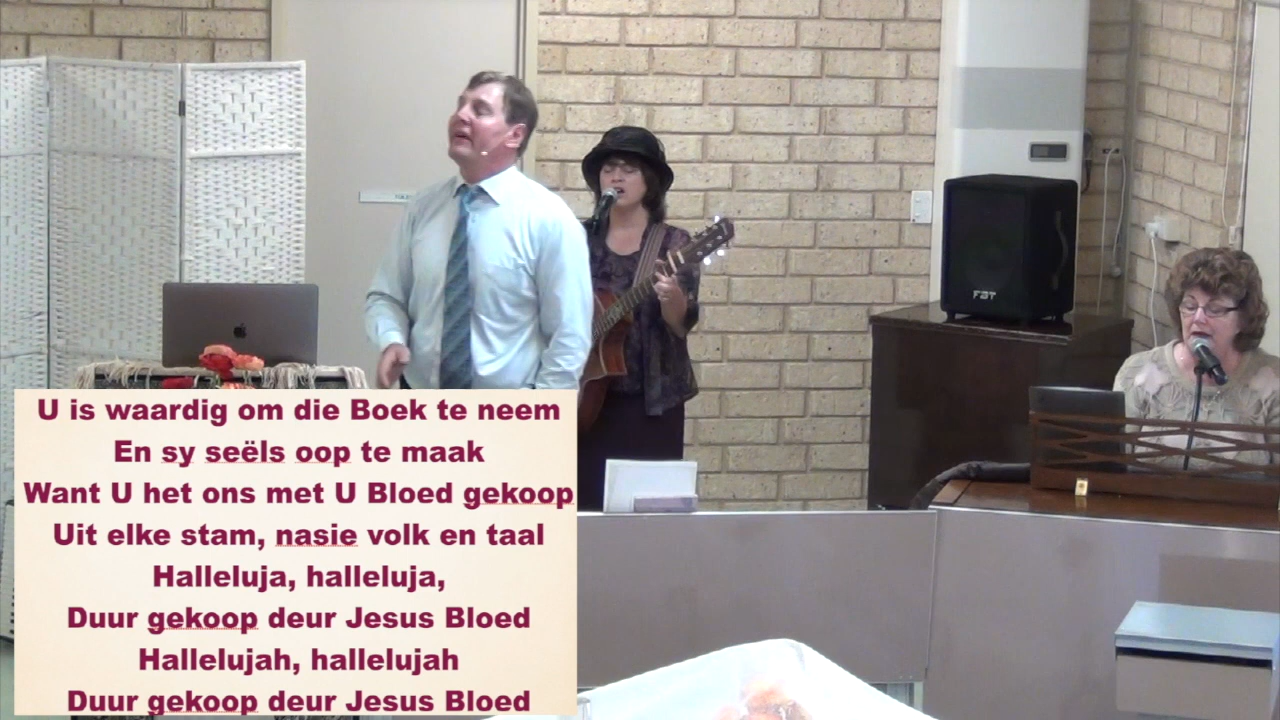 FBT
U is waardig om die Boek te neem
En sy seëls oop te maak
Want U het ons met U Bloed gekoop
Uit elke stam, nasie volk en taal
Halleluja, halleluja,
Duur gekoop deur Jesus Bloed
Hallelujah, hallelujah
Duur gekoop deur Jesus Bloed